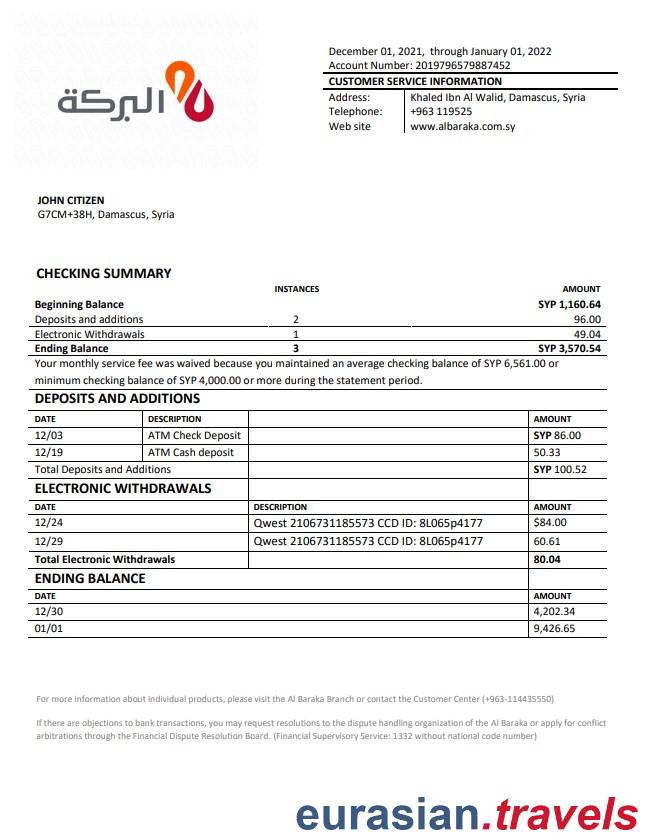 البركة
December 01, 2021, through January 01, 2022
Account Number: 2019796579887452
CUSTOMER SERVICE INFORMATION
Address: Khaled Ibn Al Walid, Damascus, Syria
Telephone: +963 119525
Web site www.albaraka.com.sy
JOHN CITIZEN
G7CM+38H, Damascus, Syria
CHECKING SUMMARY
INSTANCES AMOUNT
Beginning Balance SYP 1,160.64
Deposits and additions 2 96.00
Electronic Withdrawals 1 49.04
Ending Balance 3 SYP 3,570.54
Your monthly service fee was waived because you maintained an average checking balance of SYP 6,561.00 or
minimum checking balance of SYP 4,000.00 or more during the statement period.
DEPOSITS AND ADDITIONS
DATE DESCRIPTION AMOUNT
12/03 ATM Check Deposit SYP 86.00
12/19 ATM Cash deposit 50.33
Total Deposits and Additions SYP 100.52
ELECTRONIC WITHDRAWALS
DATE DESCRIPTION AMOUNT
12/24 Qwest 2106731185573 CCD ID: 8L065p4177 $84.00
12/29 Qwest 2106731185573 CCD ID: 8L065p4177 60.61
Total Electronic Withdrawals 80.04
ENDING BALANCE
DATE AMOUNT
12/30 4,202.34
01/01 9,426.65
For more information about individual products, please visit the Al Baraka Branch or contact the Customer Center (+963-114435550)
If there are objections to bank transactions, you may request resolutions to the dispute handling organization of the Al Baraka or apply for conflict
arbitrations through the Financial Dispute Resolution Board. (Financial Supervisory Service: 1332 without national code number)
eurasian.travels